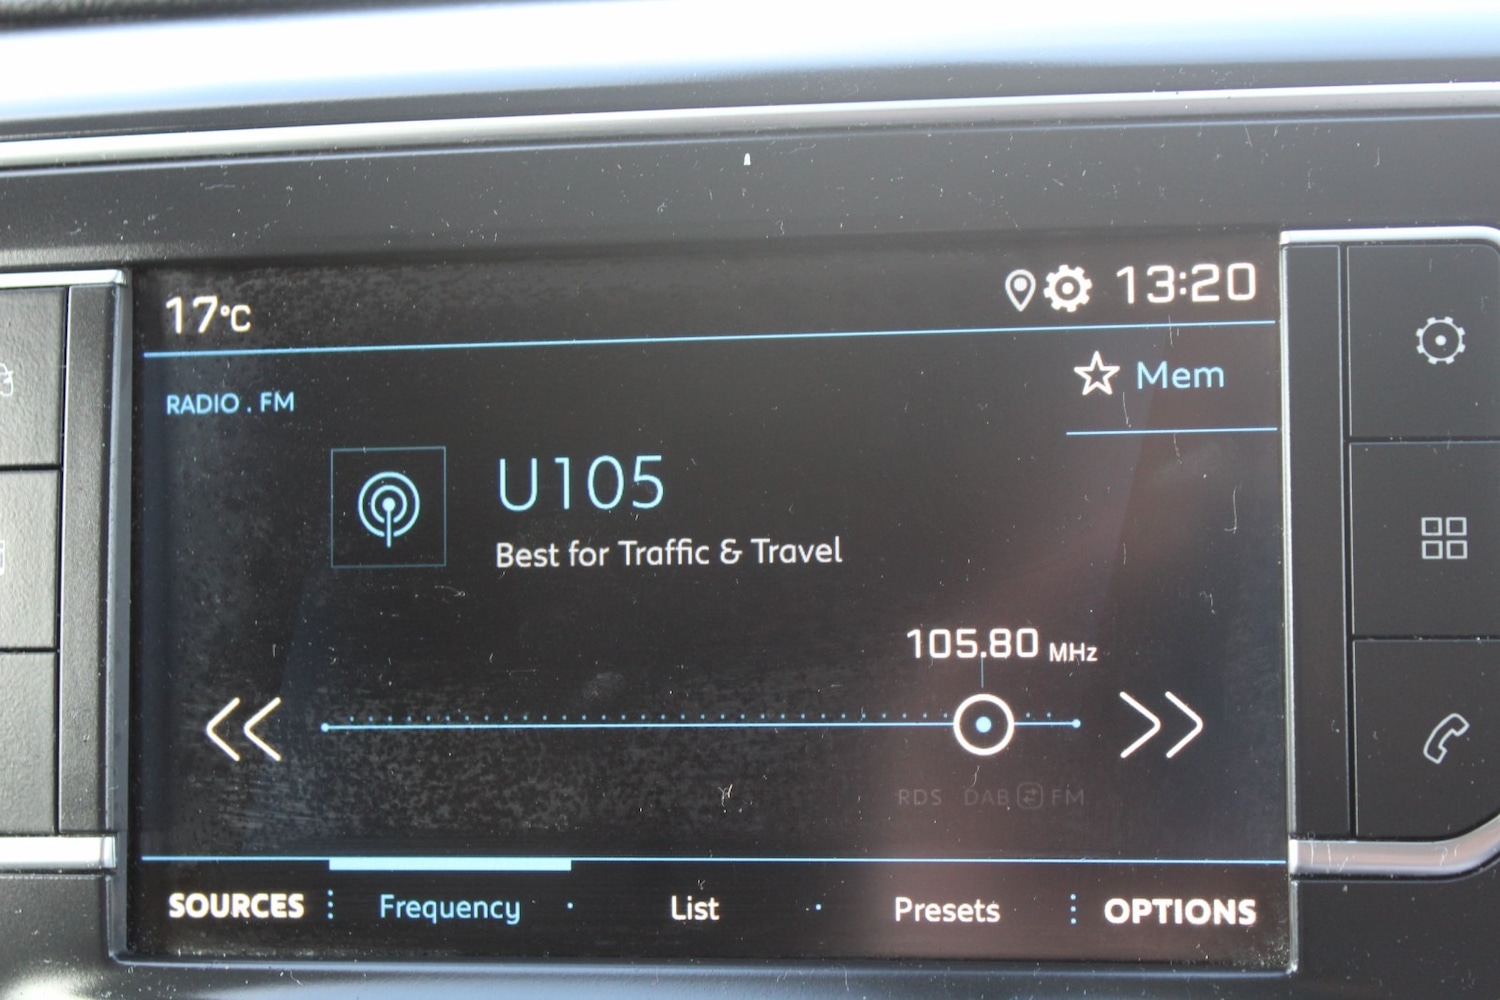 17°C 13:20
RADIO . FM
Mem
U105
Best for Traffic & Travel
105.80 MHz
RDS DAB FM
SOURCES Frequency List Presets OPTIONS